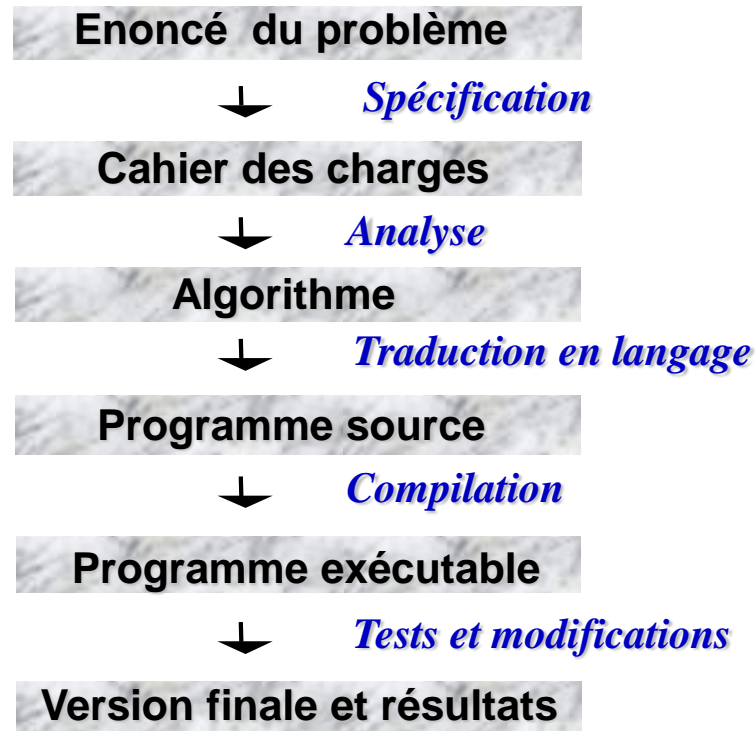 Enoncé du problème
Spécification
Cahier des charges
Analyse
Algorithme
Traduction en langage
Programme source
Compilation
Programme exécutable
Tests et modifications
Version finale et résultats